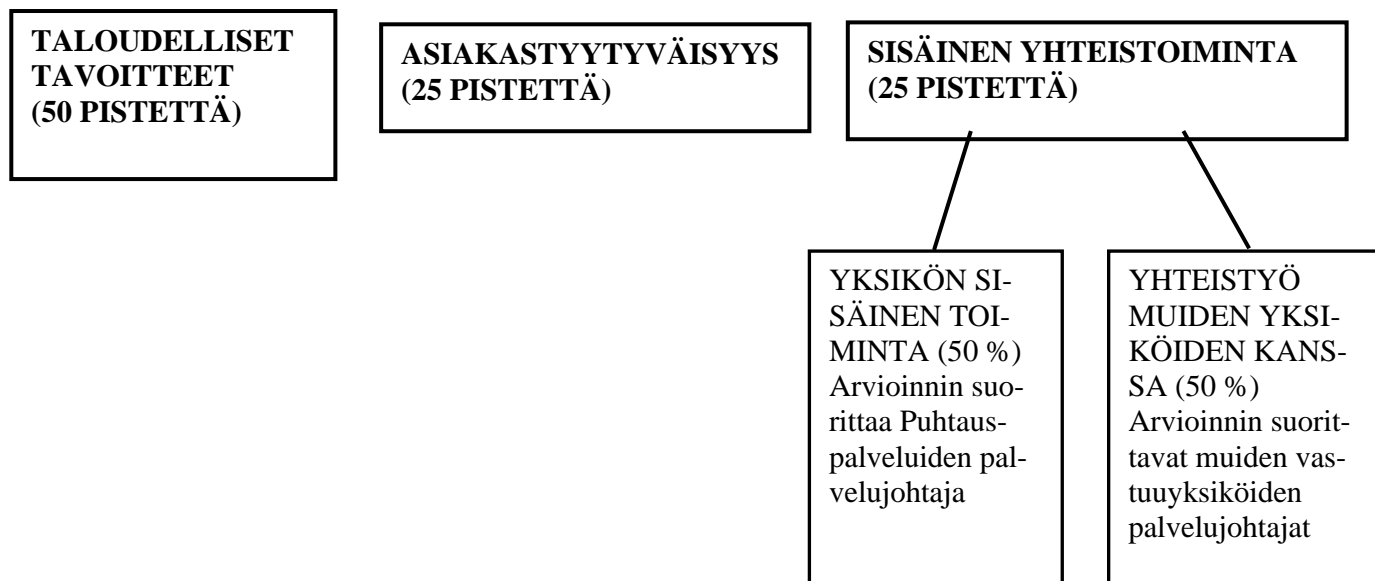 TALOUDELLISET
TAVOITTEET
(50 PISTETTÄ)
ASIAKASTYYTYVÄISYYS
(25 PISTETTÄ)
SISÄINEN YHTEISTOIMINTA
(25 PISTETTÄ)
YKSIKÖN SI-
SÄINEN TOI-
MINTA (50 %)
Arvioinnin suo-
rittaa Puhtaus-
palveluiden pal-
velujohtaja
YHTEISTYÖ
MUIDEN YKSI-
KÖIDEN KANS-
SA (50 %)
Arvioinnin suorit-
tavat muiden vas-
tuuyksiköiden
palvelujohtajat